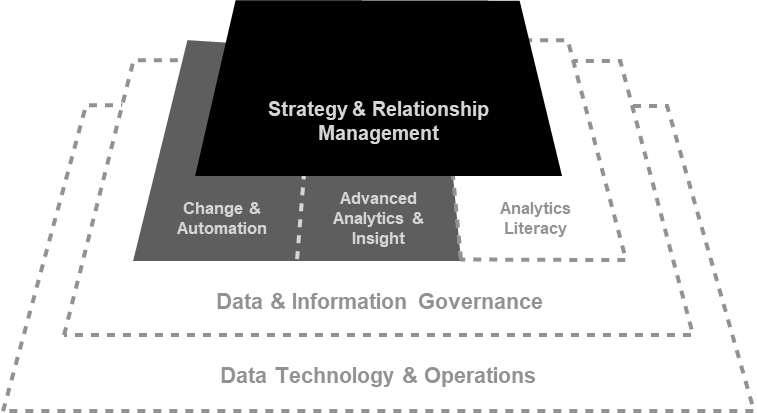 Strategy & Relationship
Management
Change &
Automation
Advanced
Analytics &
Insight
Analytics
Literacy
Data & Information Governance
Data Technology & Operations